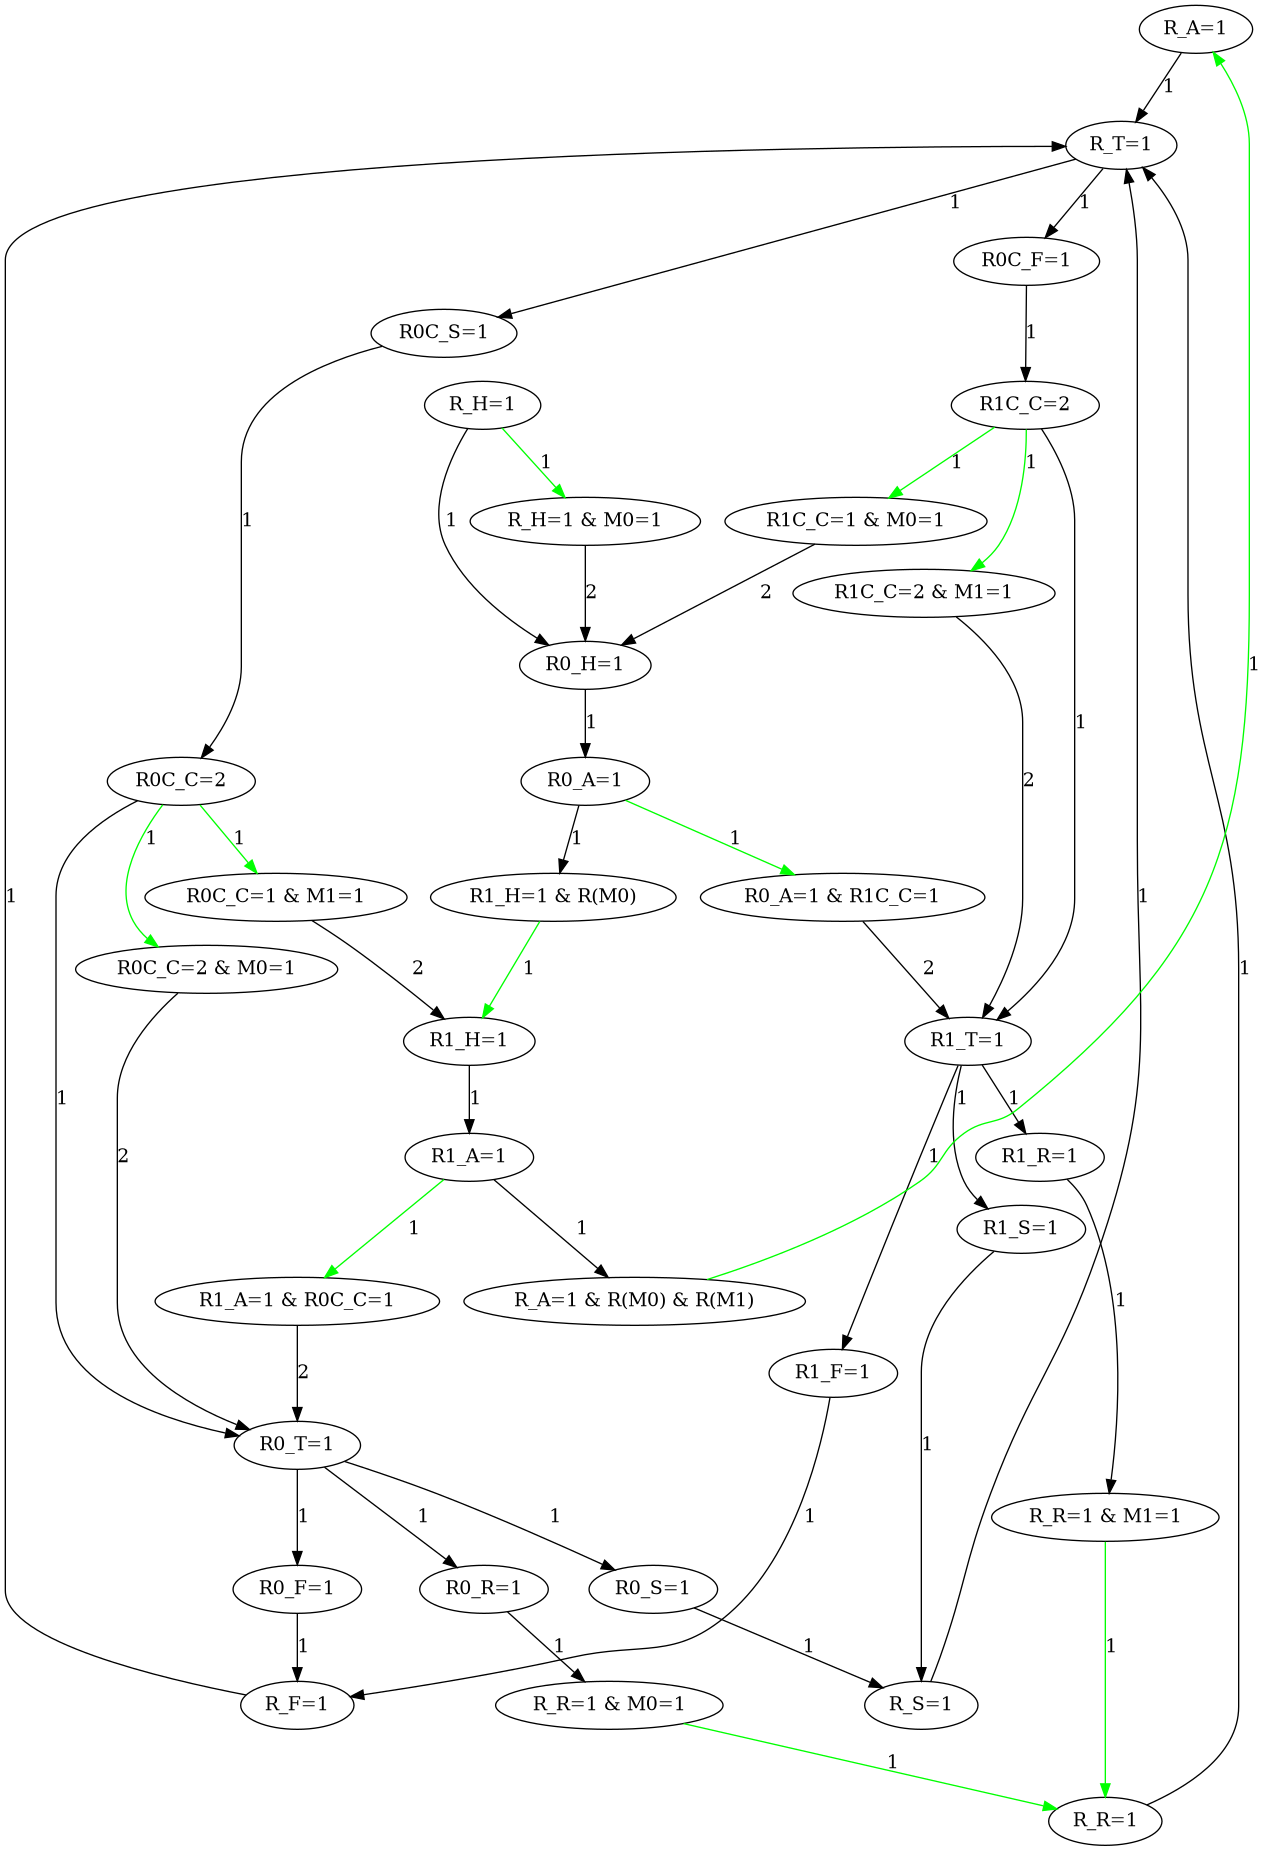 R_A=1
1
R_T=1
1
1
R0C_F=1
R0C_S=1
1
R_H=1
R1C_C=2
1
1
1
1
1
R_H=1 & M0=1
R1C_C=1 & M0=1
1
2
2
R1C_C=2 & M1=1
R0_H=1
1
1
1
R0_A=1
R0C_C=2
2
1
1
1
1
1
R0C_C=1 & M1=1
R1_H=1 & R(M0)
R0_A=1 & R1C_C=1
R0C_C=2 & M0=1
2
1
2
1
R1_H=1
R1_T=1
1
1
1
1
2
1
R1_A=1
R1_R=1
1
1
R1_S=1
R1_A=1 & R0C_C=1
R_A=1 & R(M0) & R(M1)
1
2
R1_F=1
R0_T=1
1
1
1
1
1
R_R=1 & M1=1
R0_F=1
R0_R=1
R0_S=1
1
1
1
1
R_F=1
R_R=1 & M0=1
R_S=1
1
R_R=1